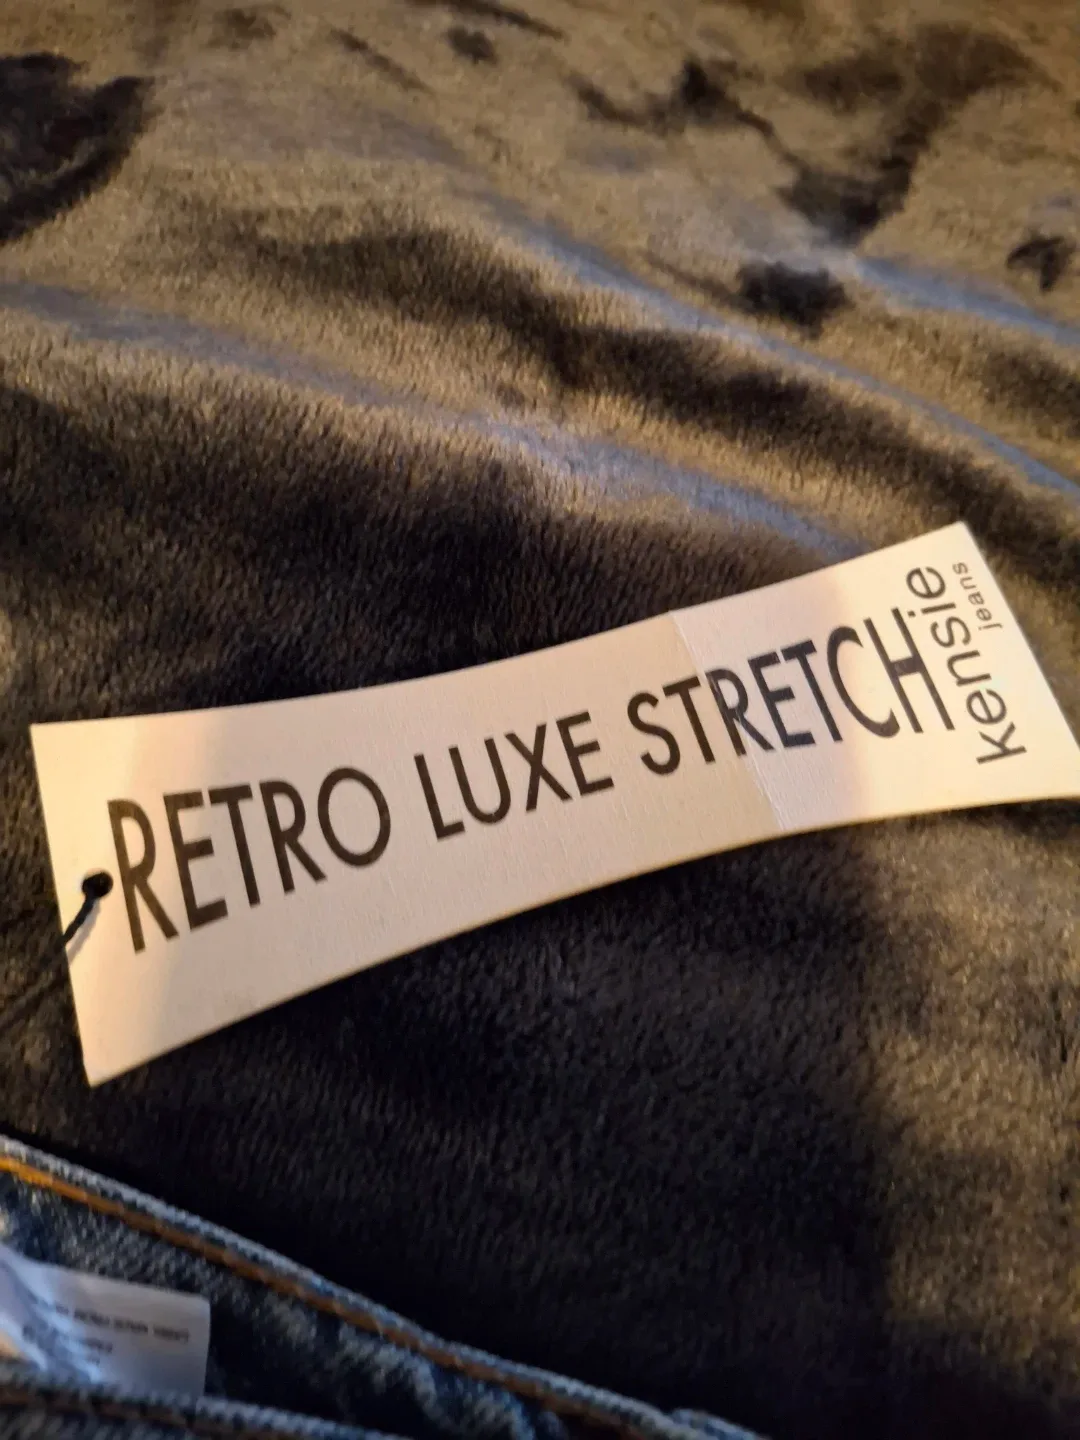 RETRO LUXE STRETCH
kensie
jeans